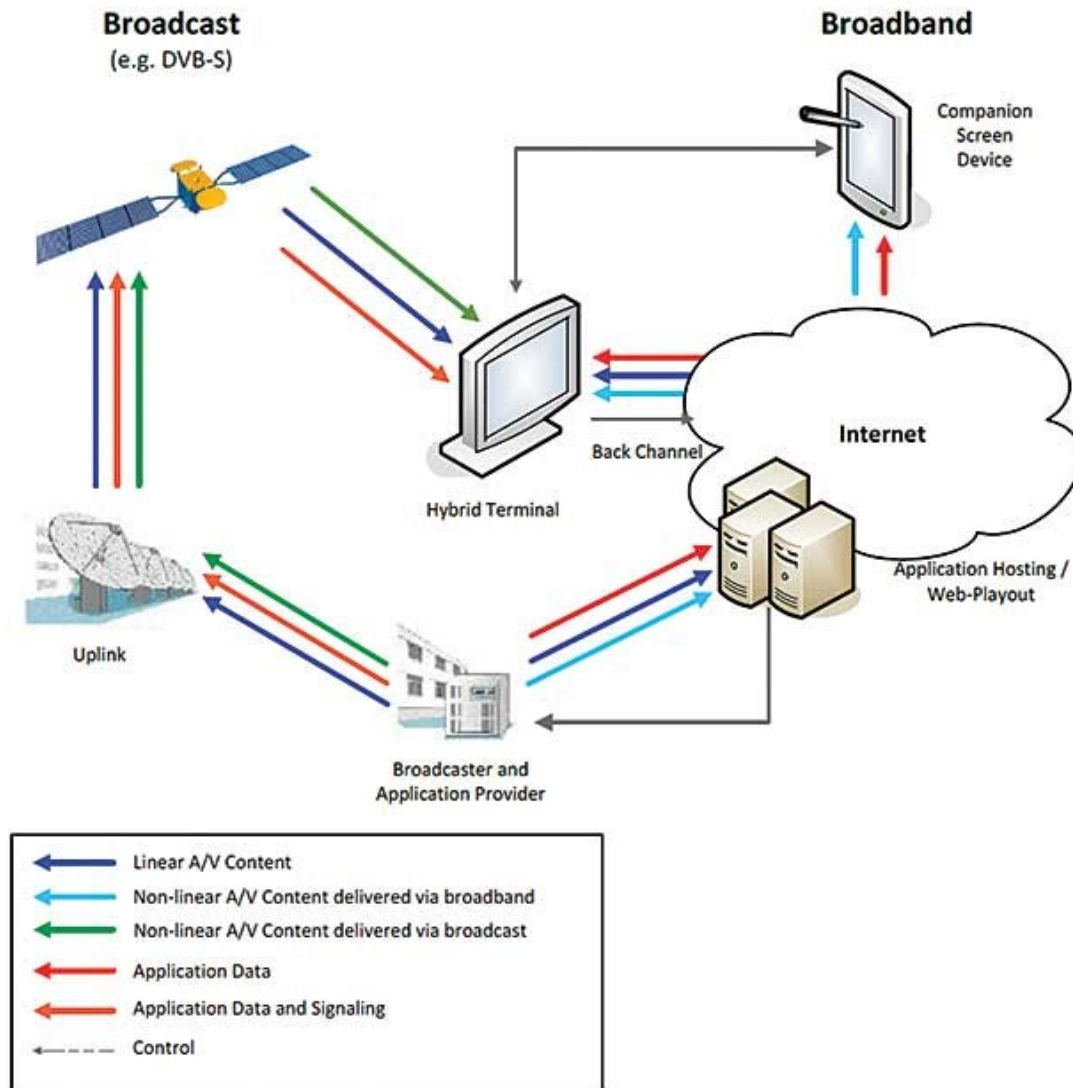 Broadcast
(e.g. DVB-S)
Broadband
Companion
Screen
Device
Internet
Back Channel
Hybrid Terminal
Application Hosting /
Web-Playout
Uplink
Broadcaster and
Application Provider
Linear A/V Content
Non-linear A/V Content delivered via broadband
Non-linear A/V Content delivered via broadcast
Application Data
Application Data and Signaling
Control